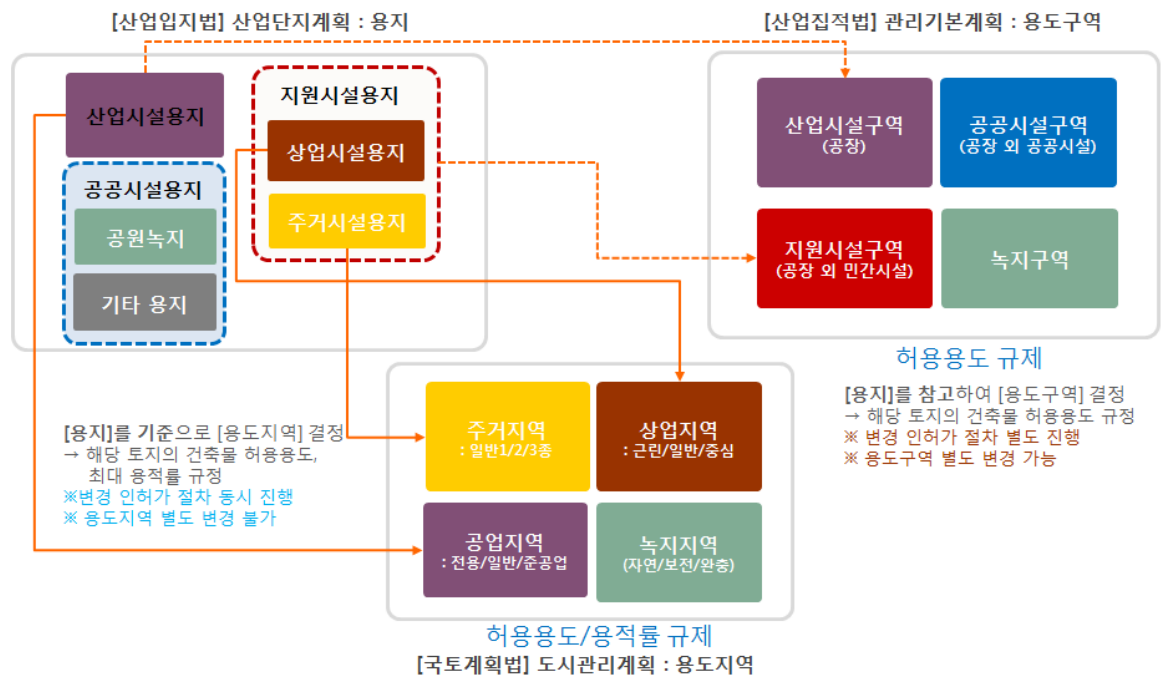 [산업입지법] 산업단지계획 : 용지
산업시설용지
지원시설용지
상업시설용지
주거시설용지
공공시설용지
공원녹지
기타 용지
[산업집적법] 관리기본계획 : 용도구역
산업시설구역
(공장)
공공시설구역
(공장 외 공공시설)
지원시설구역
(공장 외 민간시설)
녹지구역
허용용도 규제
[용지]를 참고하여 [용도구역] 결정
→ 해당 토지의 건축물 허용용도 규정
※ 변경 인허가 절차 별도 진행
※ 용도구역 별도 변경 가능
[용지]를 기준으로 [용도지역] 결정
→ 해당 토지의 건축물 허용용도,
최대 용적률 규정
※변경 인허가 절차 동시 진행
※ 용도지역 별도 변경 불가
주거지역
: 일반1/2/3종
상업지역
: 근린/일반/중심
공업지역
: 전용/일반/준공업
녹지지역
(자연/보전/완충)
허용용도/용적률 규제
[국토계획법] 도시관리계획 : 용도지역